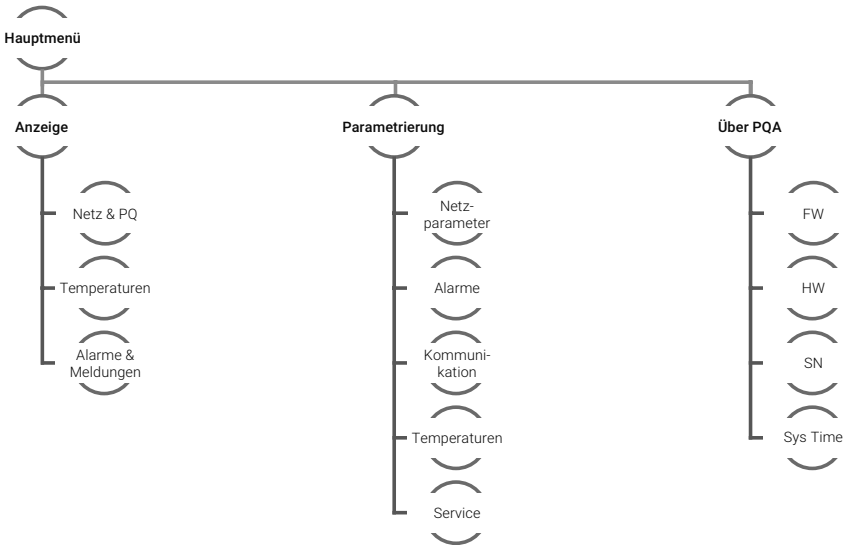 Hauptmenü
Anzeige
Netz & PQ
Temperaturen
Alarme &
Meldungen
Parametrierung
Netz-
parameter
Alarme
Kommuni-
kation
Temperaturen
Service
Über PQA
FW
HW
SN
Sys Time